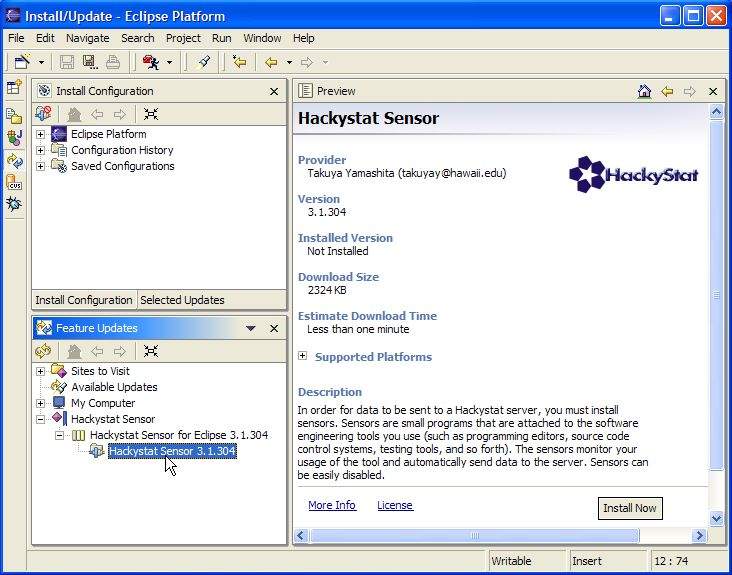 Install/Update - Eclipse Platform
File Edit Navigate Search Project Run Window Help
Install Configuration
Eclipse Platform
Configuration History
Saved Configurations
Install Configuration Selected Updates
Feature Updates
Sites to Visit
Available Updates
My Computer
Hackystat Sensor
Hackystat Sensor for Eclipse 3.1.304
Hackystat Sensor 3.1.304
Preview
Hackystat Sensor
HackyStat
Provider
Takuya Yamashita (takuyay@hawaii.edu)
Version
3.1.304
Installed Version
Not Installed
Download Size
2324 KB
Estimate Download Time
Less than one minute
Supported Platforms
Description
In order for data to be sent to a Hackystat server, you must install
sensors. Sensors are small programs that are attached to the software
engineering tools you use (such as programming editors, source code
control systems, testing tools, and so forth). The sensors monitor your
usage of the tool and automatically send data to the server. Sensors can
be easily disabled.
More Info License Install Now
Writable Insert 12 : 74